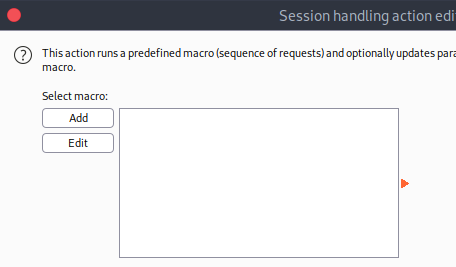 Session handling action edi
This action runs a predefined macro (sequence of requests) and optionally updates para
macro.
Select macro:
Add
Edit